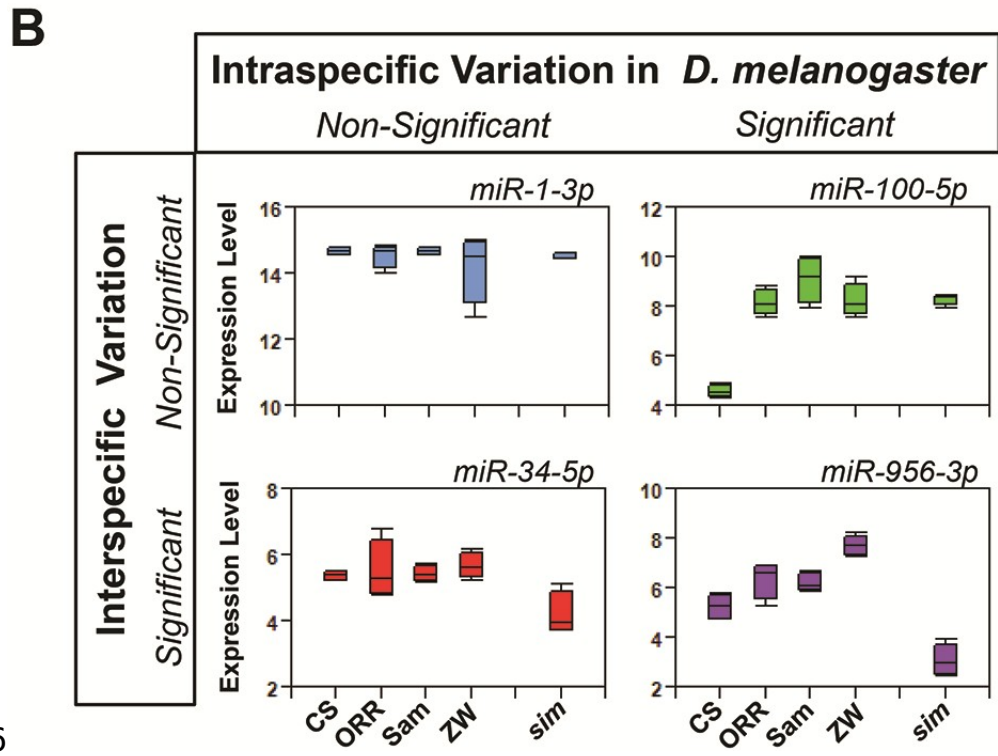 B
Intraspecific Variation in D. melanogaster
Non-Significant
Significant
Interspecific Variation
Non-Significant
Significant
miR-1-3p
Expression Level
16
14
12
10
miR-100-5p
12
10
8
6
4
miR-34-5p
Expression Level
8
6
4
2
CS
ORR
Sam
ZW
sim
miR-956-3p
10
8
6
4
2
CS
ORR
Sam
ZW
sim